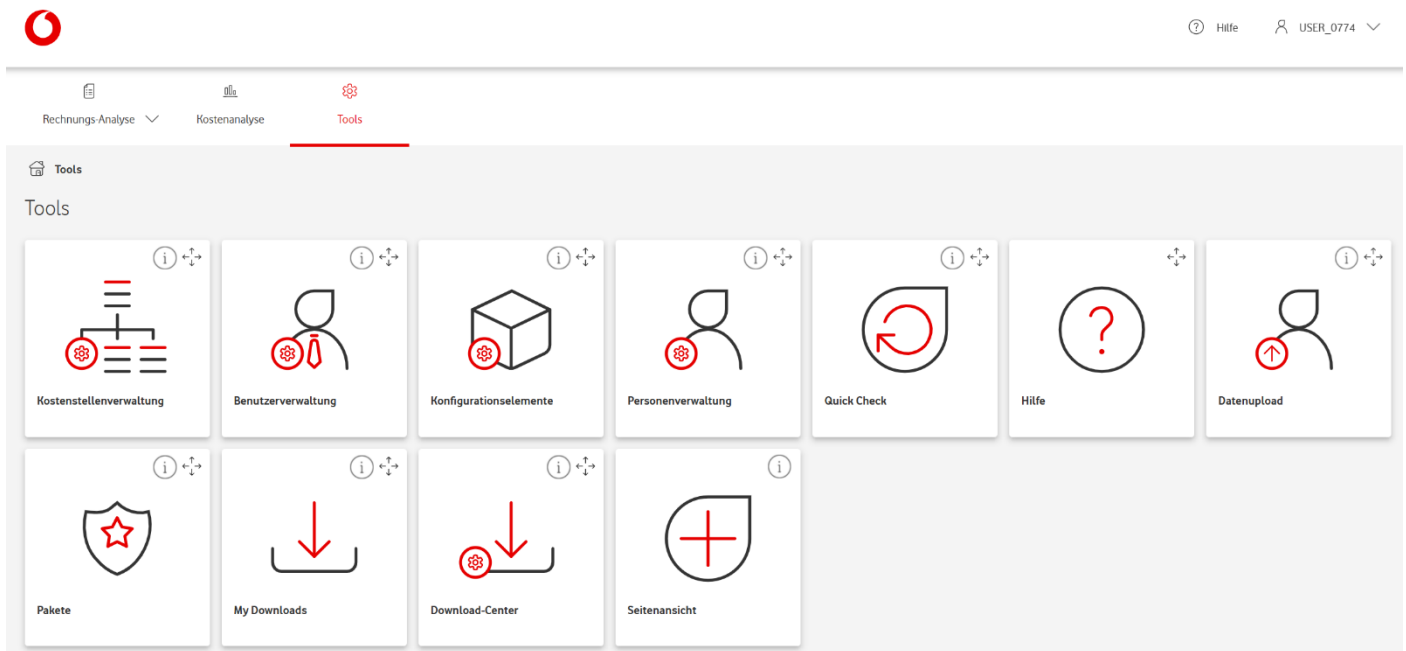 Hilfe USER_0774
Rechnungs-Analyse Kostenanalyse Tools
Tools
Tools
Kostenstellenverwaltung Benutzerverwaltung Konfigurationselemente Personenverwaltung Quick Check Hilfe Datenupload
Pakete My Downloads Download-Center Seitenansicht